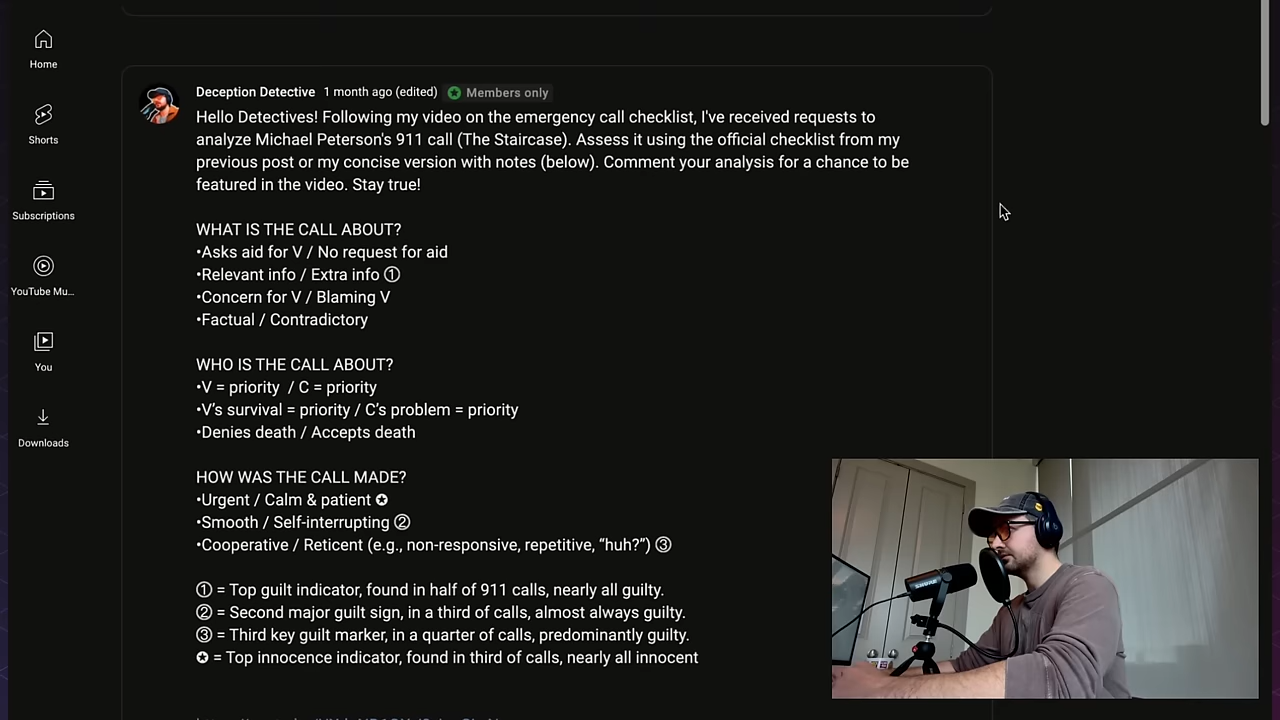 Home
Shorts
Subscriptions
YouTube Mu...
You
Downloads
Deception Detective 1 month ago (edited) Members only
Hello Detectives! Following my video on the emergency call checklist, I've received requests to
analyze Michael Peterson's 911 call (The Staircase). Assess it using the official checklist from my
previous post or my concise version with notes (below). Comment your analysis for a chance to be
featured in the video. Stay true!
WHAT IS THE CALL ABOUT?
•Asks aid for V / No request for aid
•Relevant info / Extra info ①
•Concern for V / Blaming V
•Factual / Contradictory
WHO IS THE CALL ABOUT?
•V = priority / C = priority
•V’s survival = priority / C’s problem = priority
•Denies death / Accepts death
HOW WAS THE CALL MADE?
•Urgent / Calm & patient ✪
•Smooth / Self-interrupting ②
•Cooperative / Reticent (e.g., non-responsive, repetitive, “huh?”) ③
① = Top guilt indicator, found in half of 911 calls, nearly all guilty.
② = Second major guilt sign, in a third of calls, almost always guilty.
③ = Third key guilt marker, in a quarter of calls, predominantly guilty.
✪ = Top innocence indicator, found in third of calls, nearly all innocent
SHURE